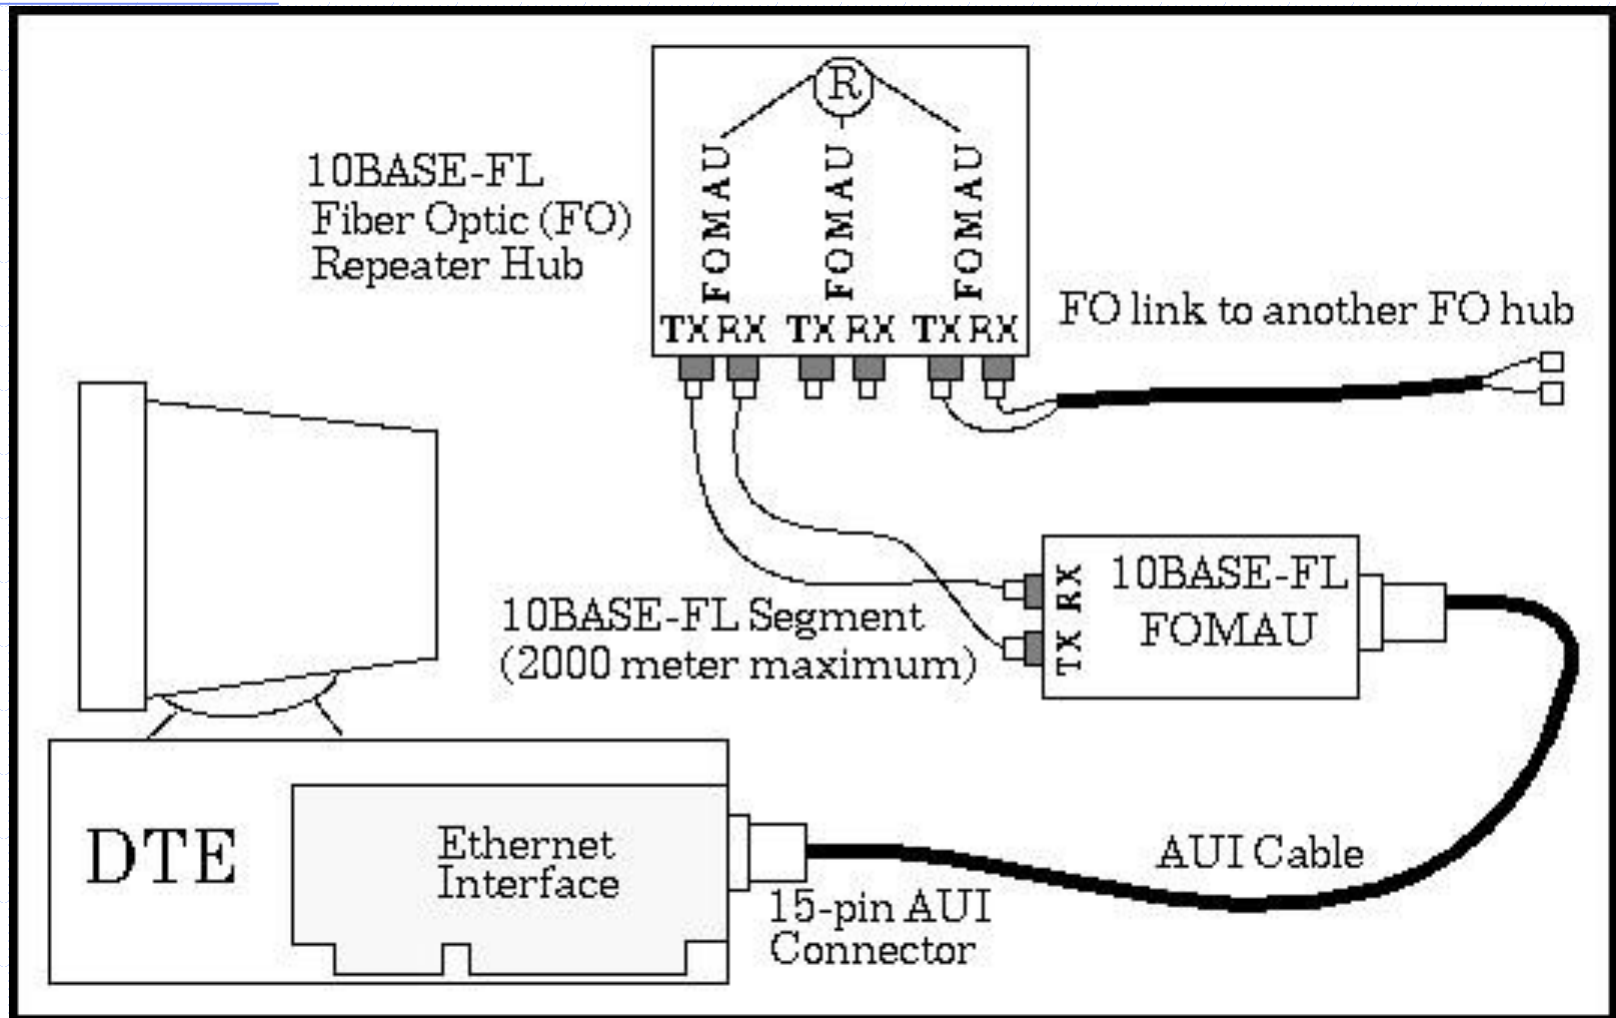 R
10BASE-FL
Fiber Optic (FO)
Repeater Hub
FOMAU
FOMAU
FOMAU
TX RX TX RX TX RX
FO link to another FO hub
10BASE-FL Segment
(2000 meter maximum)
RX
TX
10BASE-FL
FOMAU
DTE
Ethernet
Interface
15-pin AUI
Connector
AUI Cable